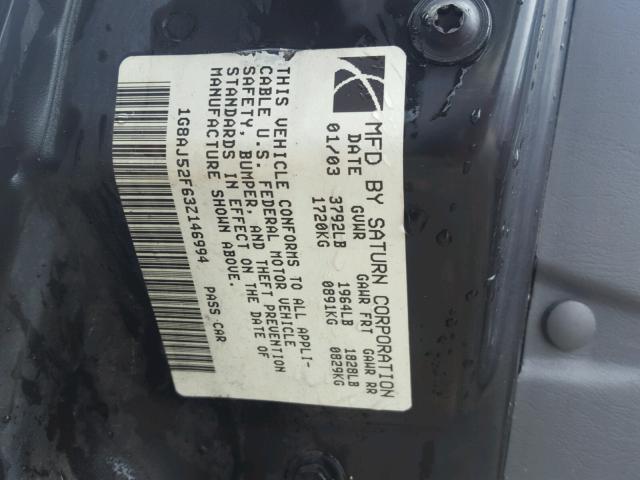 MFD BY SATURN CORPORATION
DATE GVWR GAWR FRT GAWR RR
01/03 3792LB 1964LB 1828LB
1720KG 0891KG 0829KG
THIS VEHICLE CONFORMS TO ALL APPLI-
CABLE U.S. FEDERAL MOTOR VEHICLE
SAFETY, BUMPER, AND THEFT PREVENTION
STANDARDS IN EFFECT ON THE DATE OF
MANUFACTURE SHOWN ABOVE.
1G8AJ52F63Z146994 PASS CAR